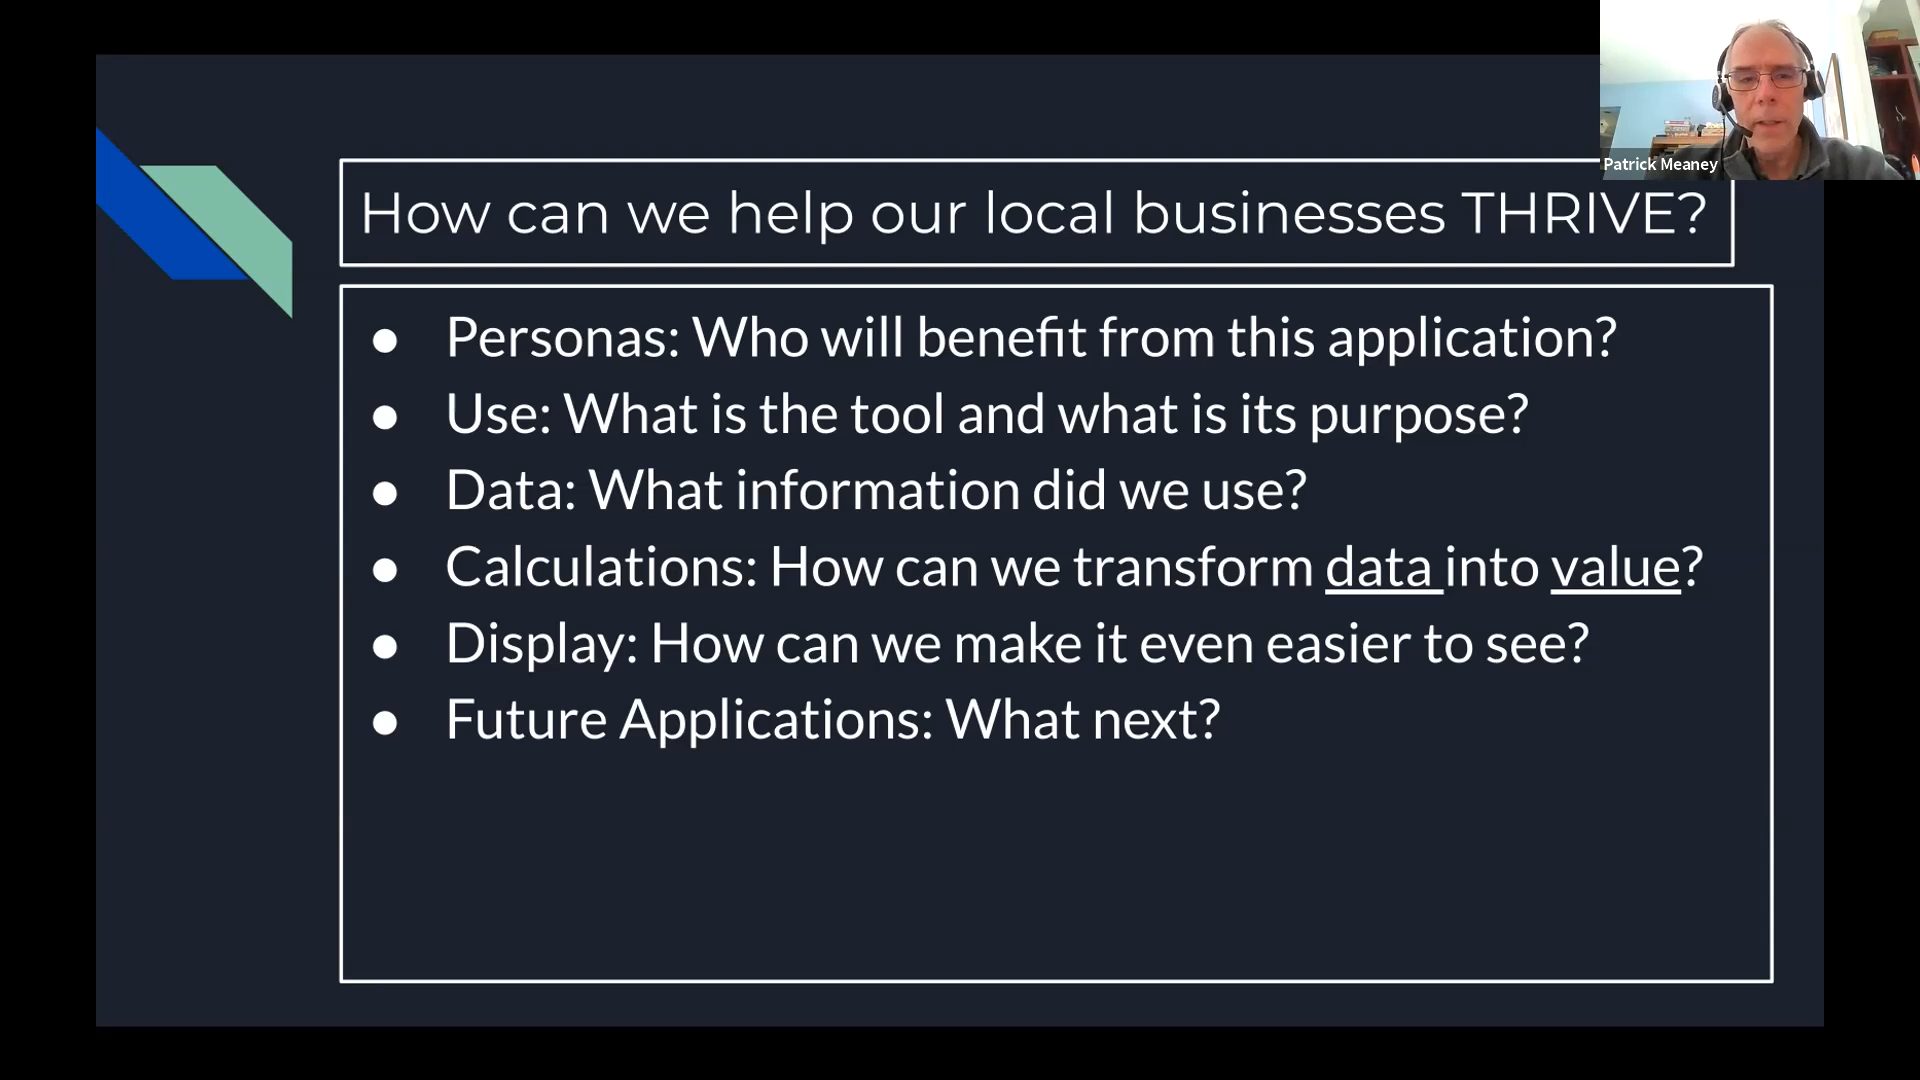 Patrick Meaney
How can we help our local businesses THRIVE?
● Personas: Who will benefit from this application?
● Use: What is the tool and what is its purpose?
● Data: What information did we use?
● Calculations: How can we transform data into value?
● Display: How can we make it even easier to see?
● Future Applications: What next?